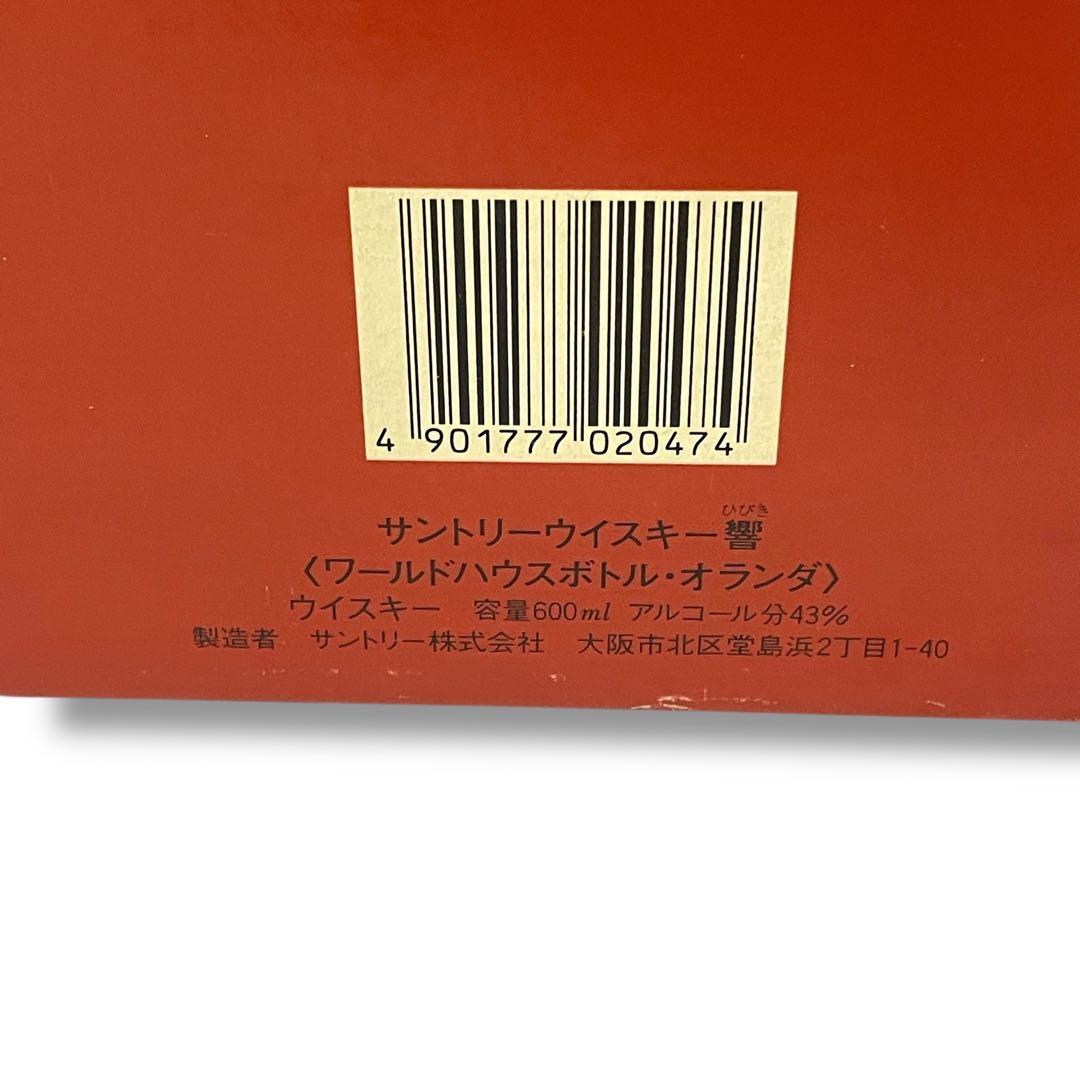 4 901777 020474
ひびき
サントリーウイスキー響
〈ワールドハウスボトル・オランダ〉
ウイスキー 容量600ml アルコール分43%
製造者 サントリー株式会社 大阪市北区堂島浜2丁目1-40